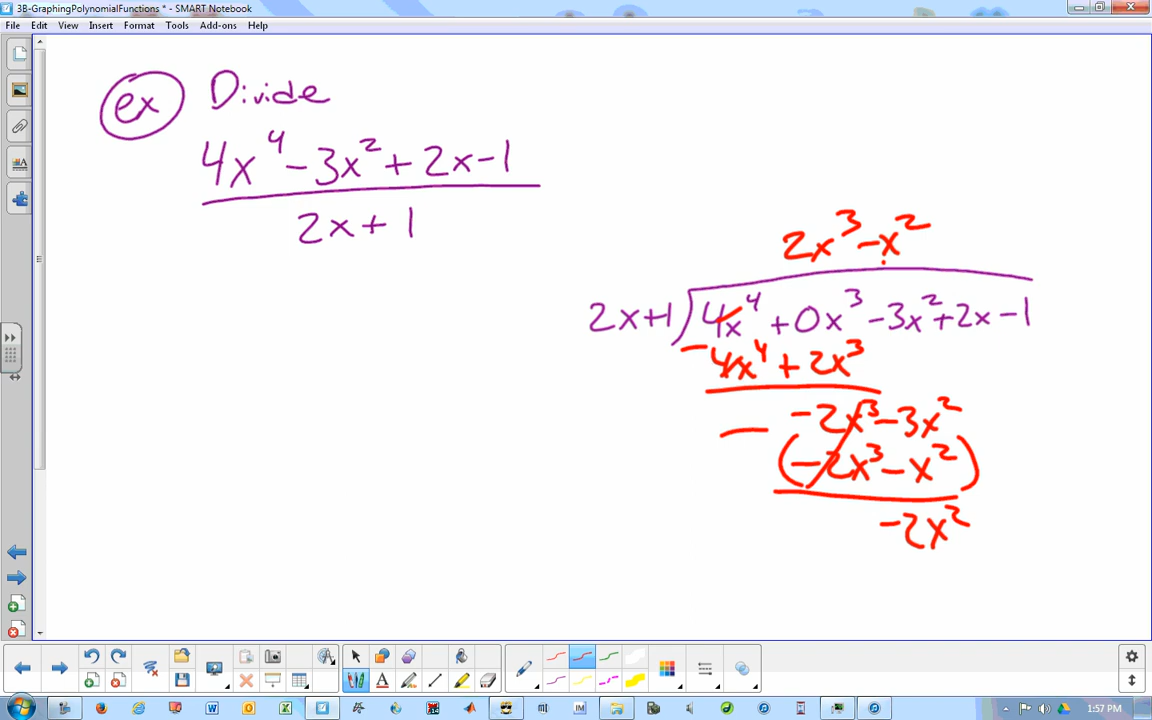 3B-GraphingPolynomialFunctions * - SMART Notebook
File Edit View Insert Format Tools Add-ons Help
ex Divide
4x⁴ - 3x² + 2x - 1
2x + 1
2x³ - x²
2x+1 4x⁴ + 0x³ - 3x² + 2x - 1
- 4x⁴ + 2x³
-2x³ - 3x²
- (-2x³ - x²)
-2x²
1:57 PM